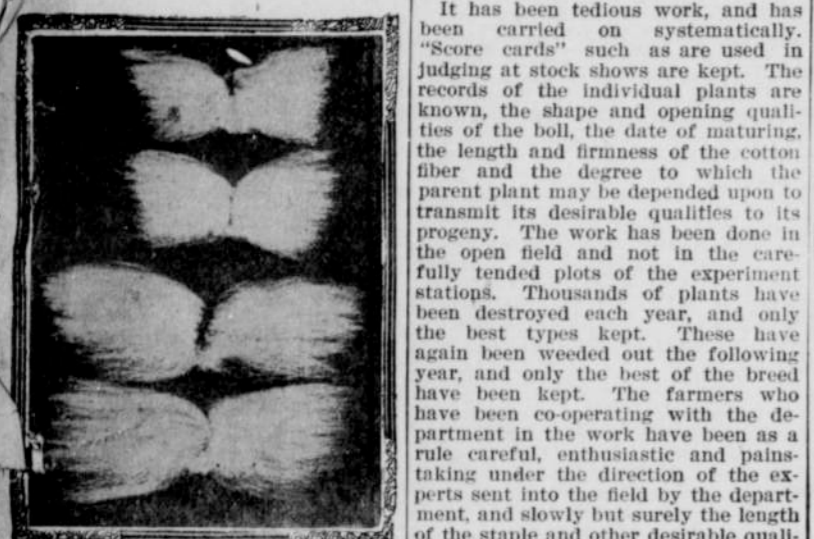 It has been tedious work, and has
been carried on systematically.
"Score cards" such as are used in
judging at stock shows are kept. The
records of the individual plants are
known, the shape and opening quali-
ties of the boll, the date of maturing,
the length and firmness of the cotton
fiber and the degree to which the
parent plant may be depended upon to
transmit its desirable qualities to its
progeny. The work has been done in
the open field and not in the care-
fully tended plots of the experiment
stations. Thousands of plants have
been destroyed each year, and only
the best types kept. These have
again been weeded out the following
year, and only the best of the breed
have been kept. The farmers who
have been co-operating with the de-
partment in the work have been as a
rule careful, enthusiastic and pains-
taking under the direction of the ex-
perts sent into the field by the depart-
ment, and slowly but surely the length
of the staple and other desirable quali-